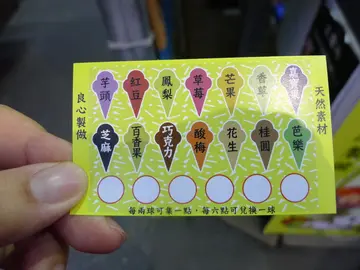 芋頭 紅豆 鳳梨 草莓 芒果 香草
良心製做
天然素材
芝麻 百香果 巧克力 酸梅 花生 桂圓 芭樂
每兩球可集一點，每六點可兌換一球